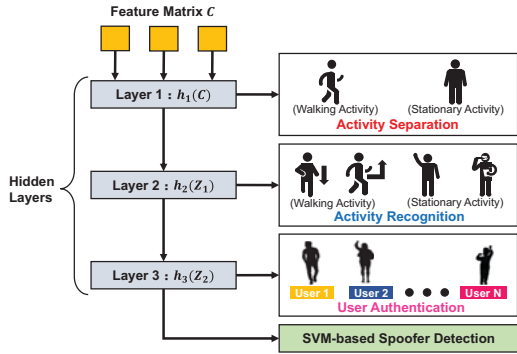 Feature Matrix C
Layer 1 : h₁(C)
(Walking Activity) (Stationary Activity)
Activity Separation
Hidden
Layers
Layer 2 : h₂(Z₁)
(Walking Activity) (Stationary Activity)
Activity Recognition
Layer 3 : h₃(Z₂)
User 1 User 2 User N
User Authentication
SVM-based Spoofer Detection